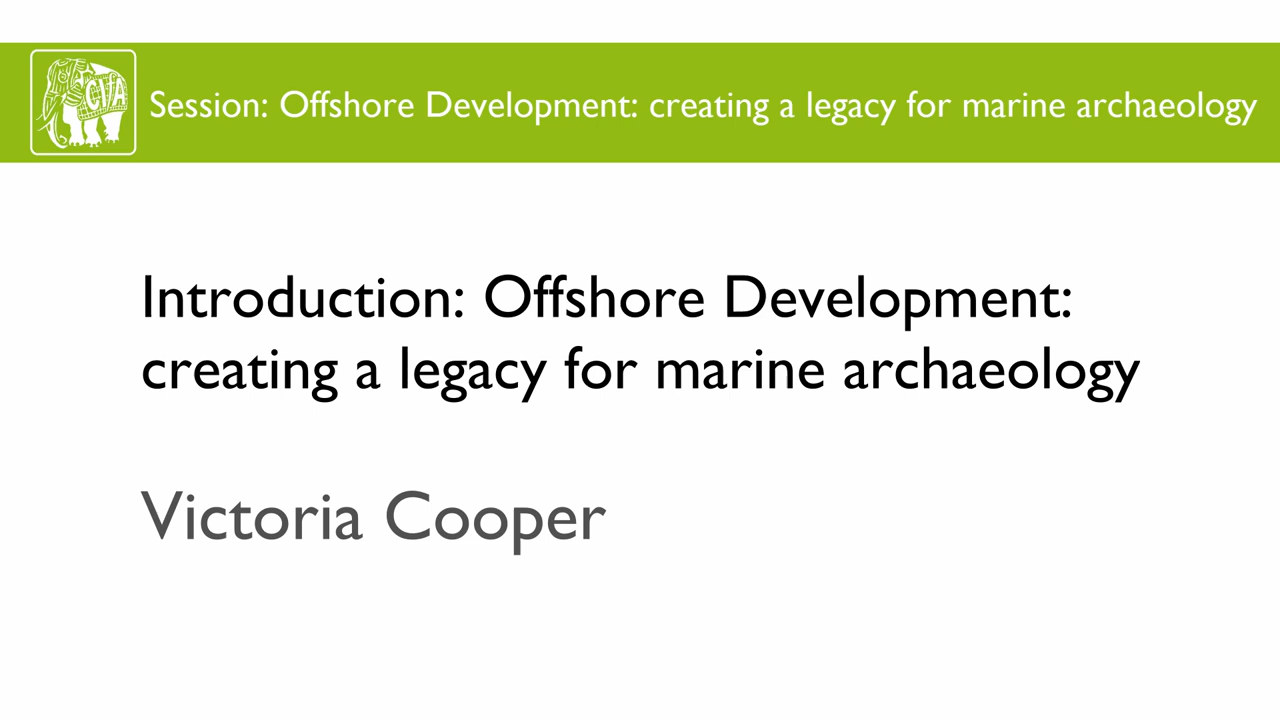 CIfA
Session: Offshore Development: creating a legacy for marine archaeology
Introduction: Offshore Development:
creating a legacy for marine archaeology
Victoria Cooper